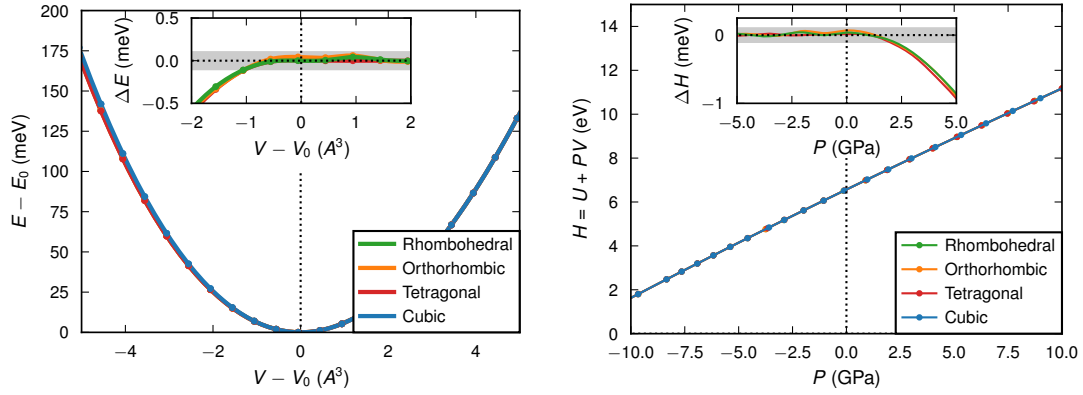 E − E₀ (meV)
175
150
125
100
75
50
25
0
−4
−2
0
2
4
V − V₀ (A³)
ΔE (meV)
0.5
0.0
−0.5
−2
−1
0
1
2
V − V₀ (A³)
Rhombohedral
Orthorhombic
Tetragonal
Cubic
H = U + PV (eV)
14
12
10
8
6
4
2
0
−10.0
−7.5
−5.0
−2.5
0.0
2.5
5.0
7.5
10.0
P (GPa)
ΔH (meV)
0
−1
−5.0
−2.5
0.0
2.5
5.0
P (GPa)
Rhombohedral
Orthorhombic
Tetragonal
Cubic